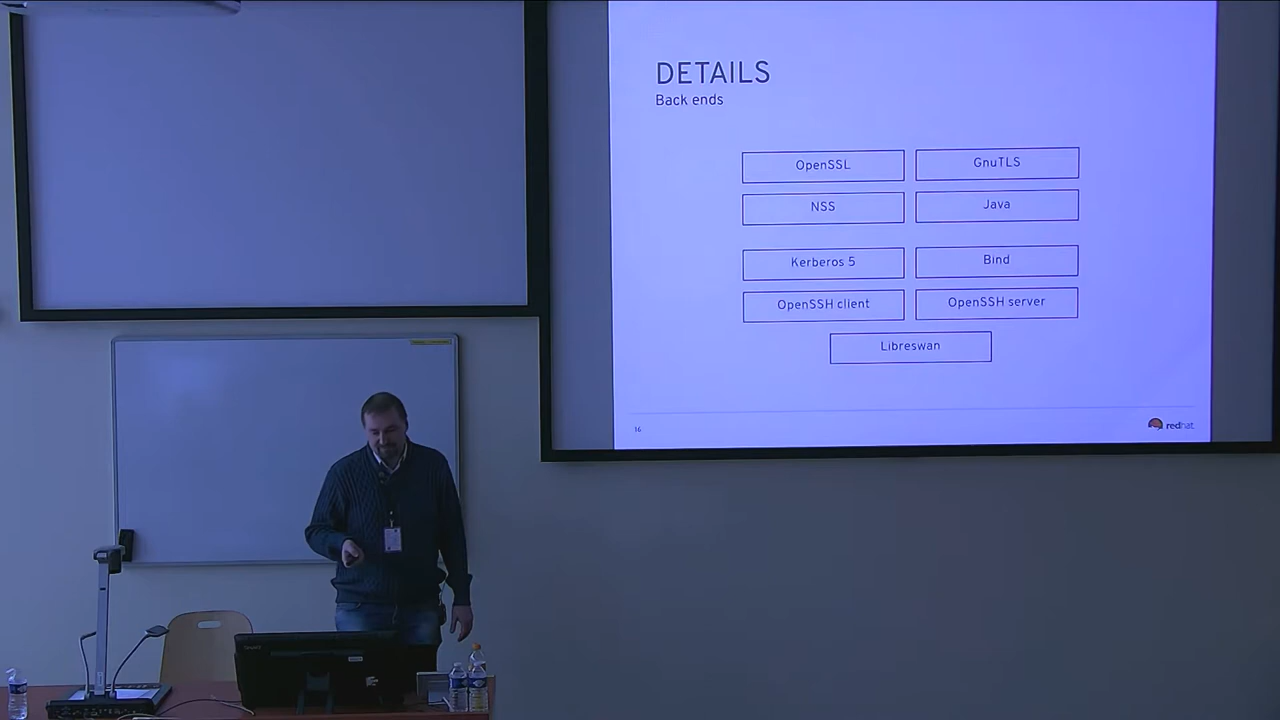 DETAILS
Back ends
OpenSSL
GnuTLS
NSS
Java
Kerberos 5
Bind
OpenSSH client
OpenSSH server
Libreswan
16
redhat